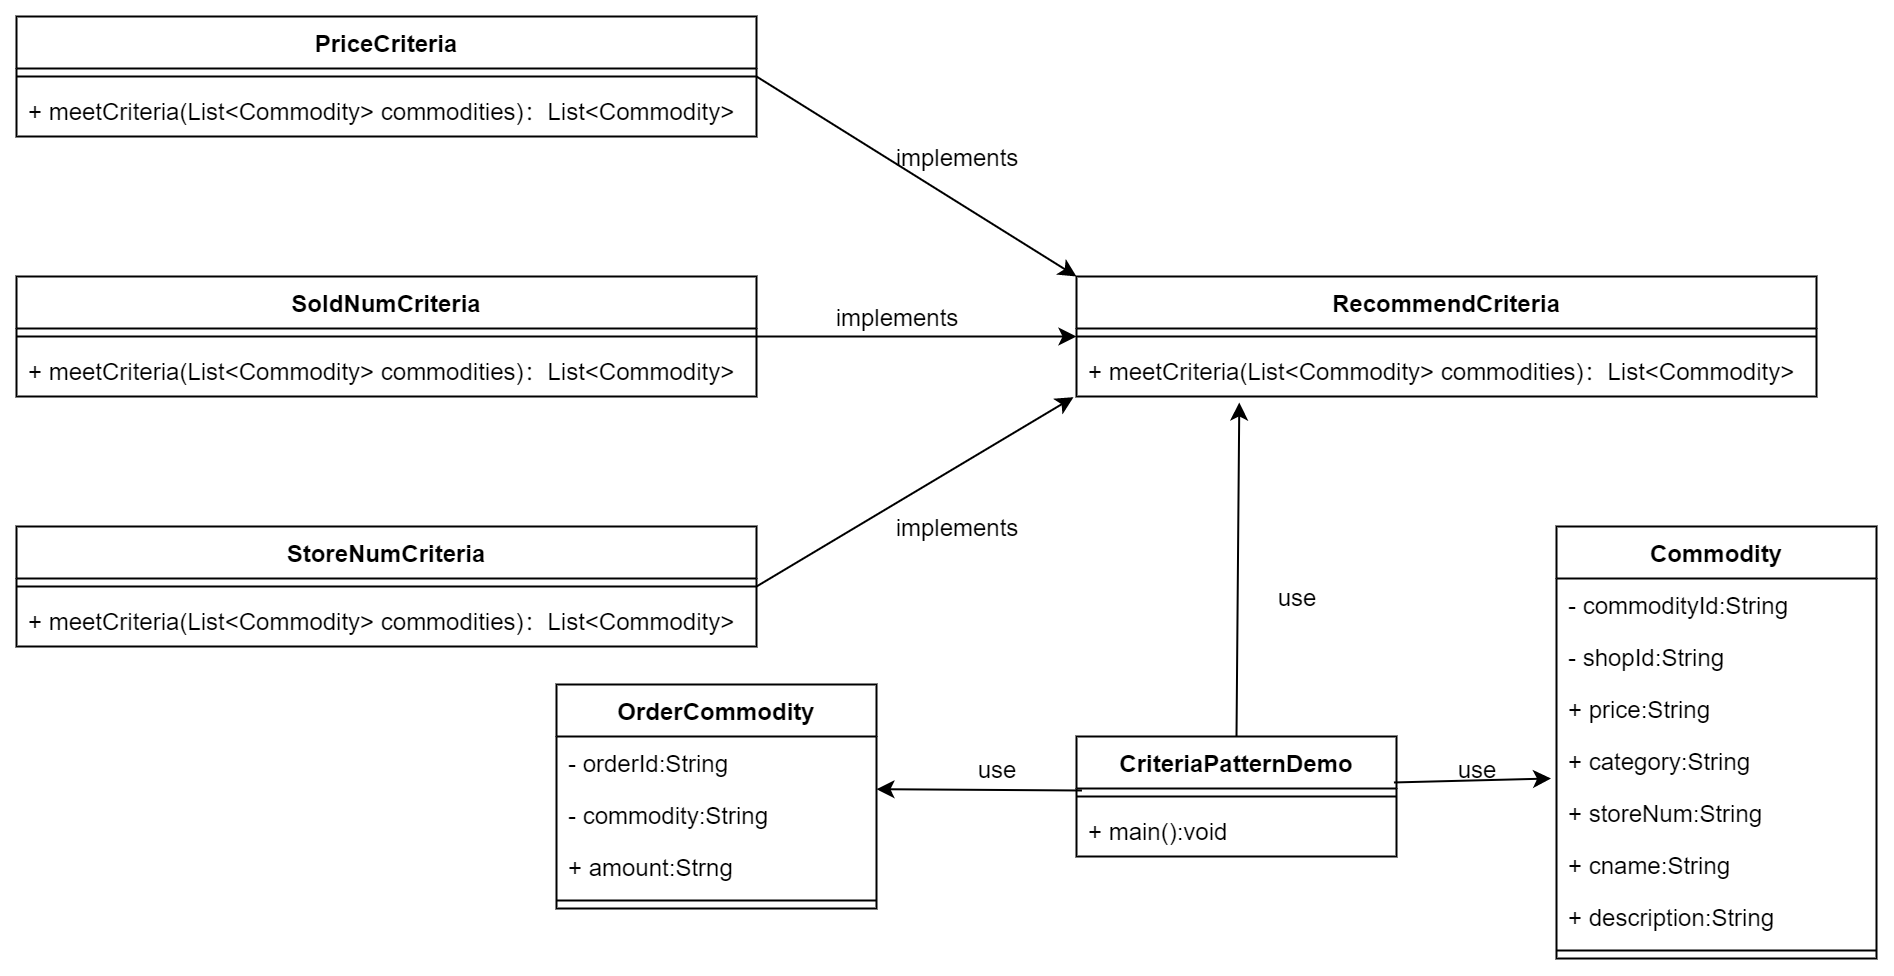 PriceCriteria
+ meetCriteria(List<Commodity> commodities)：List<Commodity>
implements
SoldNumCriteria
+ meetCriteria(List<Commodity> commodities)：List<Commodity>
implements
RecommendCriteria
+ meetCriteria(List<Commodity> commodities)：List<Commodity>
StoreNumCriteria
+ meetCriteria(List<Commodity> commodities)：List<Commodity>
implements
use
OrderCommodity
- orderId:String
- commodity:String
+ amount:Strng
use
CriteriaPatternDemo
+ main():void
use
Commodity
- commodityId:String
- shopId:String
+ price:String
+ category:String
+ storeNum:String
+ cname:String
+ description:String